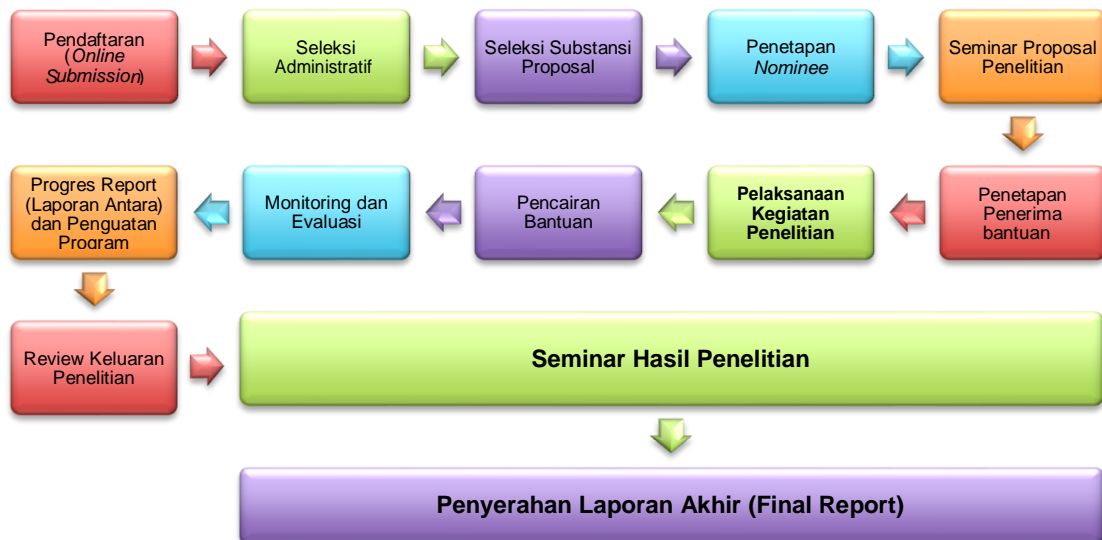 Pendaftaran
(Online
Submission)
Seleksi
Administratif
Seleksi Substansi
Proposal
Penetapan
Nominee
Seminar Proposal
Penelitian
Penetapan
Penerima
bantuan
Pelaksanaan
Kegiatan
Penelitian
Pencairan
Bantuan
Monitoring dan
Evaluasi
Progres Report
(Laporan Antara)
dan Penguatan
Program
Review Keluaran
Penelitian
Seminar Hasil Penelitian
Penyerahan Laporan Akhir (Final Report)